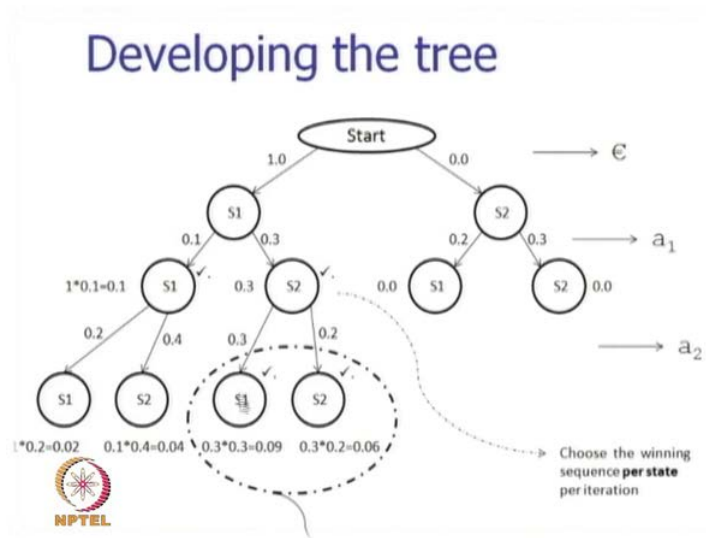 Developing the tree
Start
1.0 0.0 €
S1 S2
0.1 0.3 0.2 0.3 a1
1*0.1=0.1 S1 0.3 S2 0.0 S1 S2 0.0
0.2 0.4 0.3 0.2 a2
S1 S2 S1 S2
1*0.2=0.02 0.1*0.4=0.04 0.3*0.3=0.09 0.3*0.2=0.06
Choose the winning
sequence per state
per iteration
NPTEL